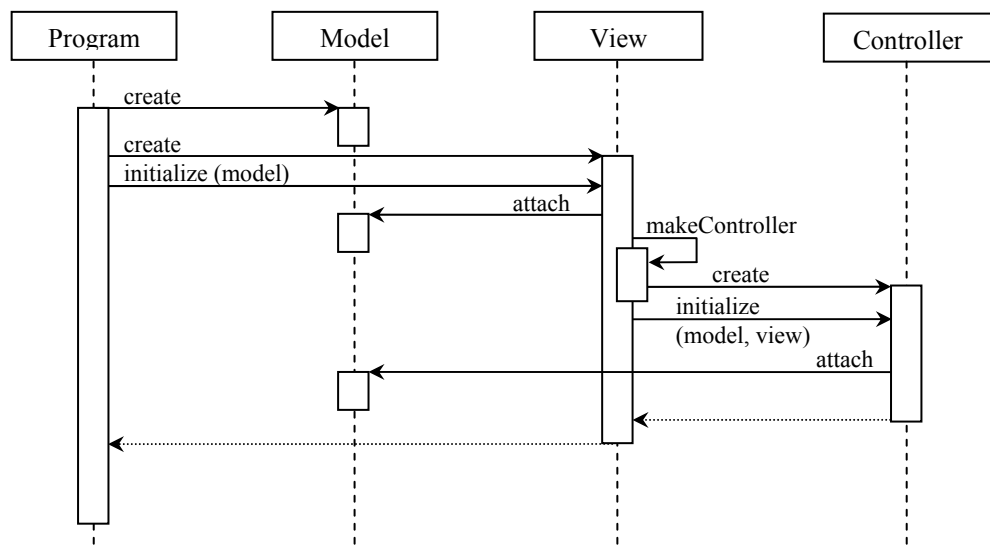 Program
Model
View
Controller
create
create
initialize (model)
attach
makeController
create
initialize
(model, view)
attach